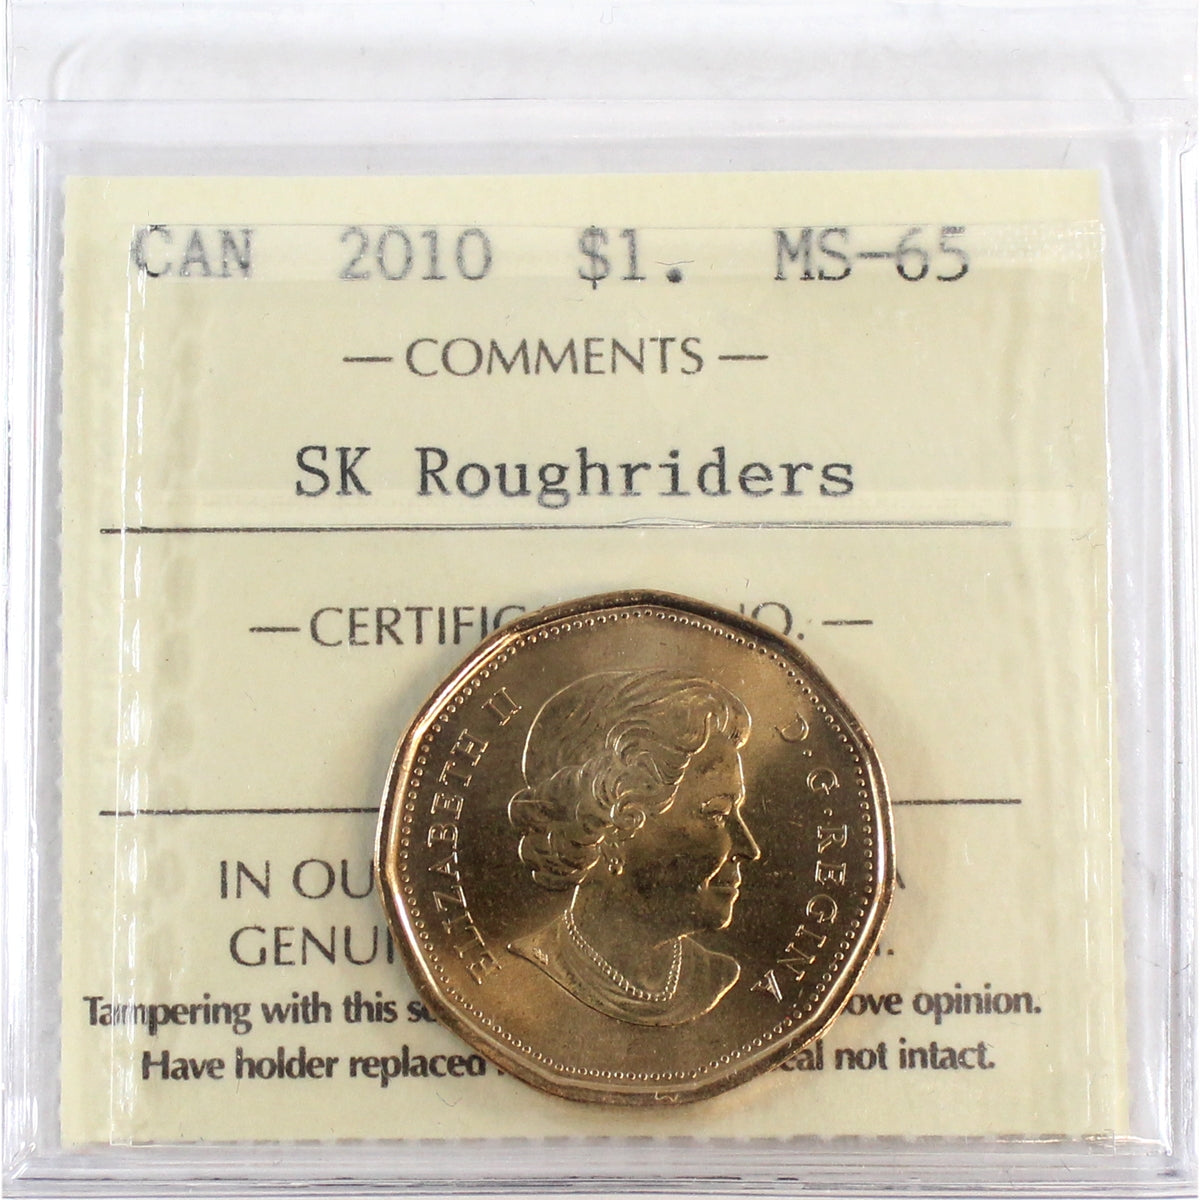 CAN 2010 $1. MS-65
— COMMENTS —
SK Roughriders
— CERTIFIC O. —
IN OU A
GENUI .
Tampering with this se ove opinion.
Have holder replaced eal not intact.
ELIZABETH II D·G·REGINA